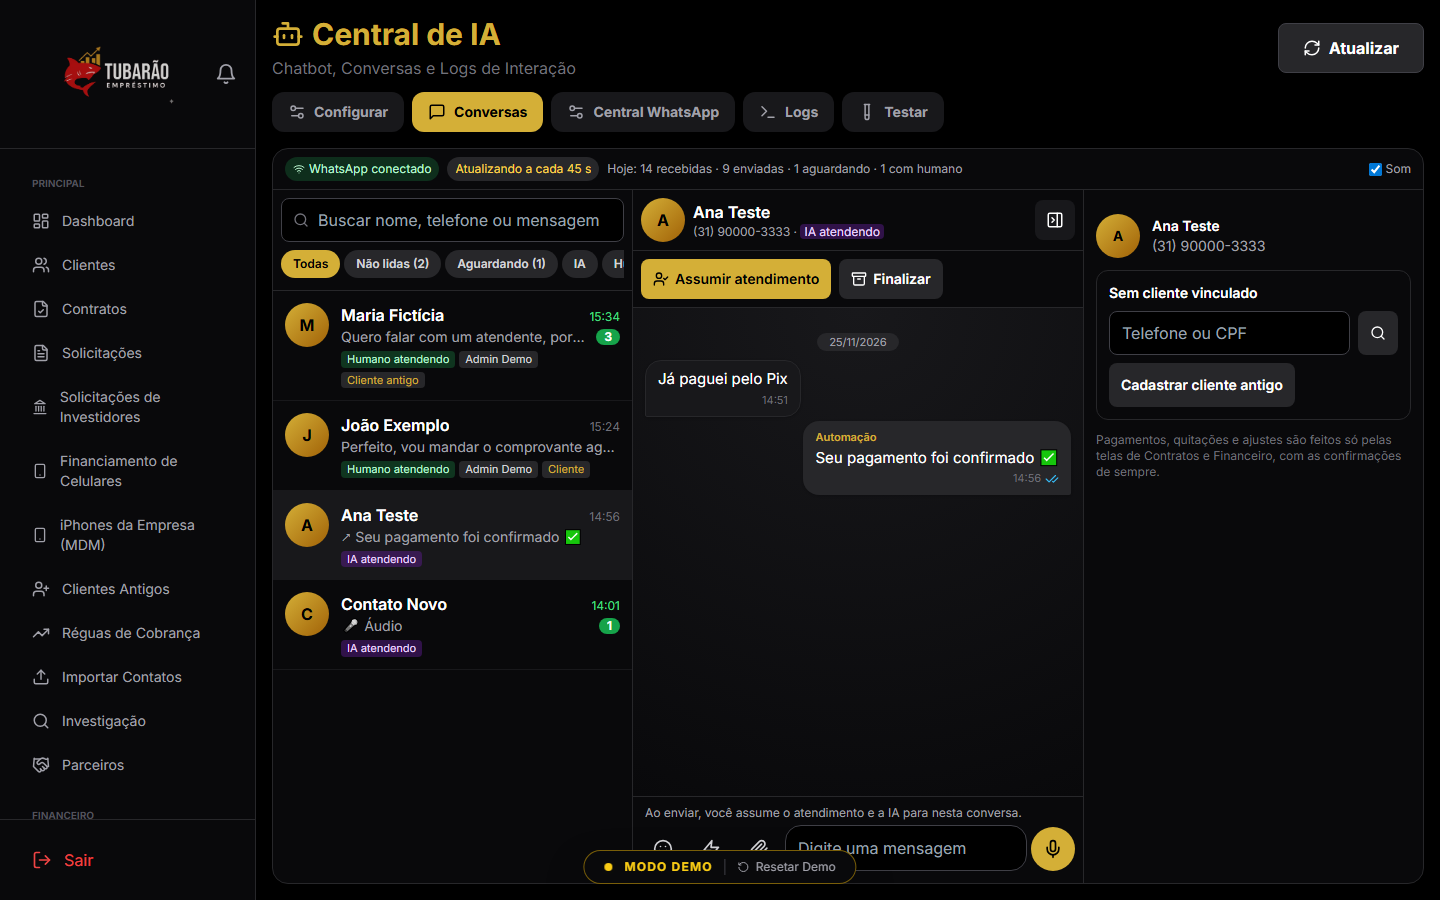 TUBARÃO
EMPRÉSTIMO
PRINCIPAL
Dashboard
Clientes
Contratos
Solicitações
Solicitações de
Investidores
Financiamento de
Celulares
iPhones da Empresa
(MDM)
Clientes Antigos
Réguas de Cobrança
Importar Contatos
Investigação
Parceiros
FINANCEIRO
Sair
Central de IA
Chatbot, Conversas e Logs de Interação
Atualizar
Configurar
Conversas
Central WhatsApp
Logs
Testar
WhatsApp conectado
Atualizando a cada 45 s
Hoje: 14 recebidas · 9 enviadas · 1 aguardando · 1 com humano
Som
Buscar nome, telefone ou mensagem
Todas
Não lidas (2)
Aguardando (1)
IA
Maria Fictícia
15:34
M
Quero falar com um atendente, por...
3
Humano atendendo
Admin Demo
Cliente antigo
João Exemplo
15:24
J
Perfeito, vou mandar o comprovante ag...
Humano atendendo
Admin Demo
Cliente
Ana Teste
14:56
A
Seu pagamento foi confirmado ✅
IA atendendo
Contato Novo
14:01
C
🎤 Áudio
1
IA atendendo
A
Ana Teste
(31) 90000-3333 · IA atendendo
Assumir atendimento
Finalizar
25/11/2026
Já paguei pelo Pix
14:51
Automação
Seu pagamento foi confirmado ✅
14:56
Ao enviar, você assume o atendimento e a IA para nesta conversa.
Digite uma mensagem
MODO DEMO
Resetar Demo
A
Ana Teste
(31) 90000-3333
Sem cliente vinculado
Telefone ou CPF
Cadastrar cliente antigo
Pagamentos, quitações e ajustes são feitos só pelas
telas de Contratos e Financeiro, com as confirmações
de sempre.